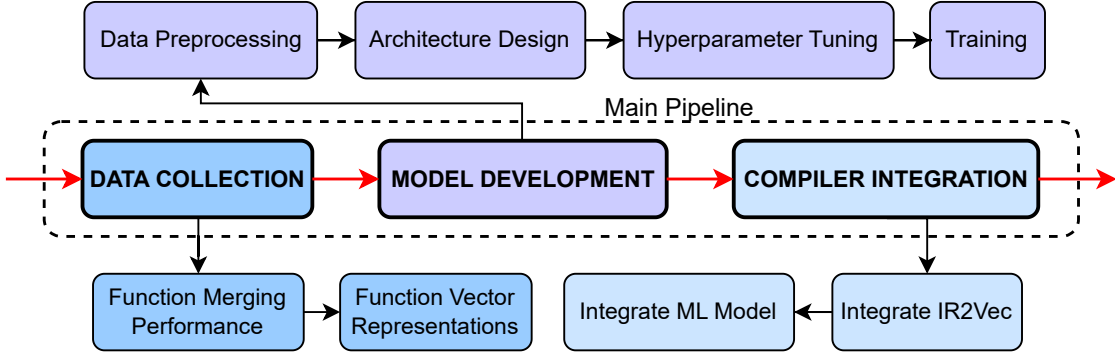 Data Preprocessing
Architecture Design
Hyperparameter Tuning
Training
Main Pipeline
DATA COLLECTION
MODEL DEVELOPMENT
COMPILER INTEGRATION
Function Merging
Performance
Function Vector
Representations
Integrate ML Model
Integrate IR2Vec